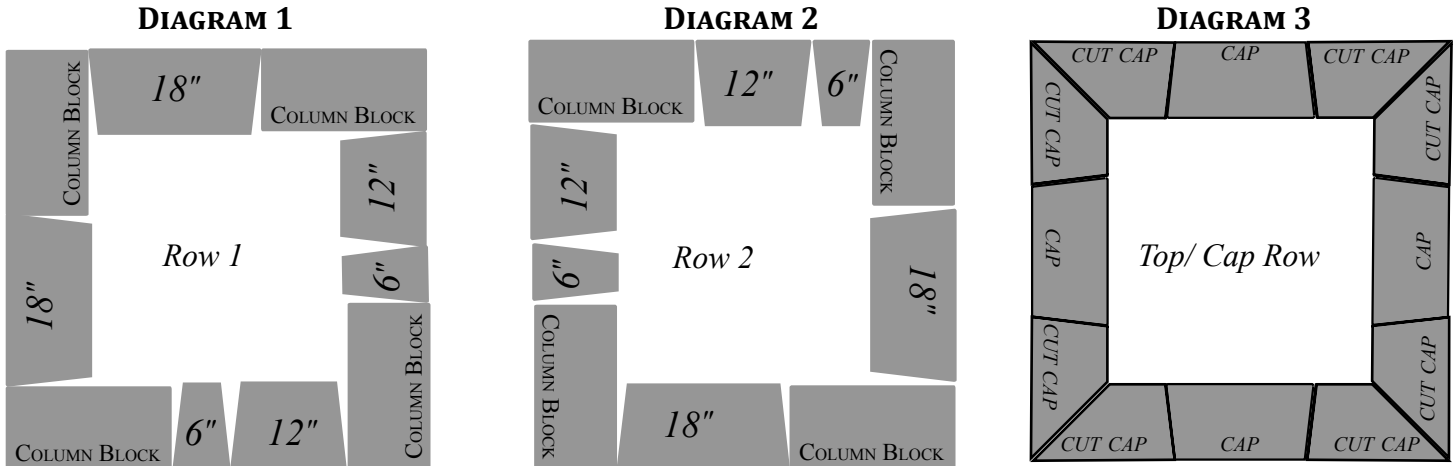 DIAGRAM 1
18"
COLUMN BLOCK
COLUMN BLOCK
12"
18"
Row 1
6"
COLUMN BLOCK
COLUMN BLOCK
6"
12"
DIAGRAM 2
COLUMN BLOCK
12"
6"
COLUMN BLOCK
12"
Row 2
6"
18"
COLUMN BLOCK
18"
COLUMN BLOCK
DIAGRAM 3
CUT CAP
CAP
CUT CAP
CUT CAP
CUT CAP
CAP
Top/ Cap Row
CAP
CUT CAP
CUT CAP
CUT CAP
CAP
CUT CAP